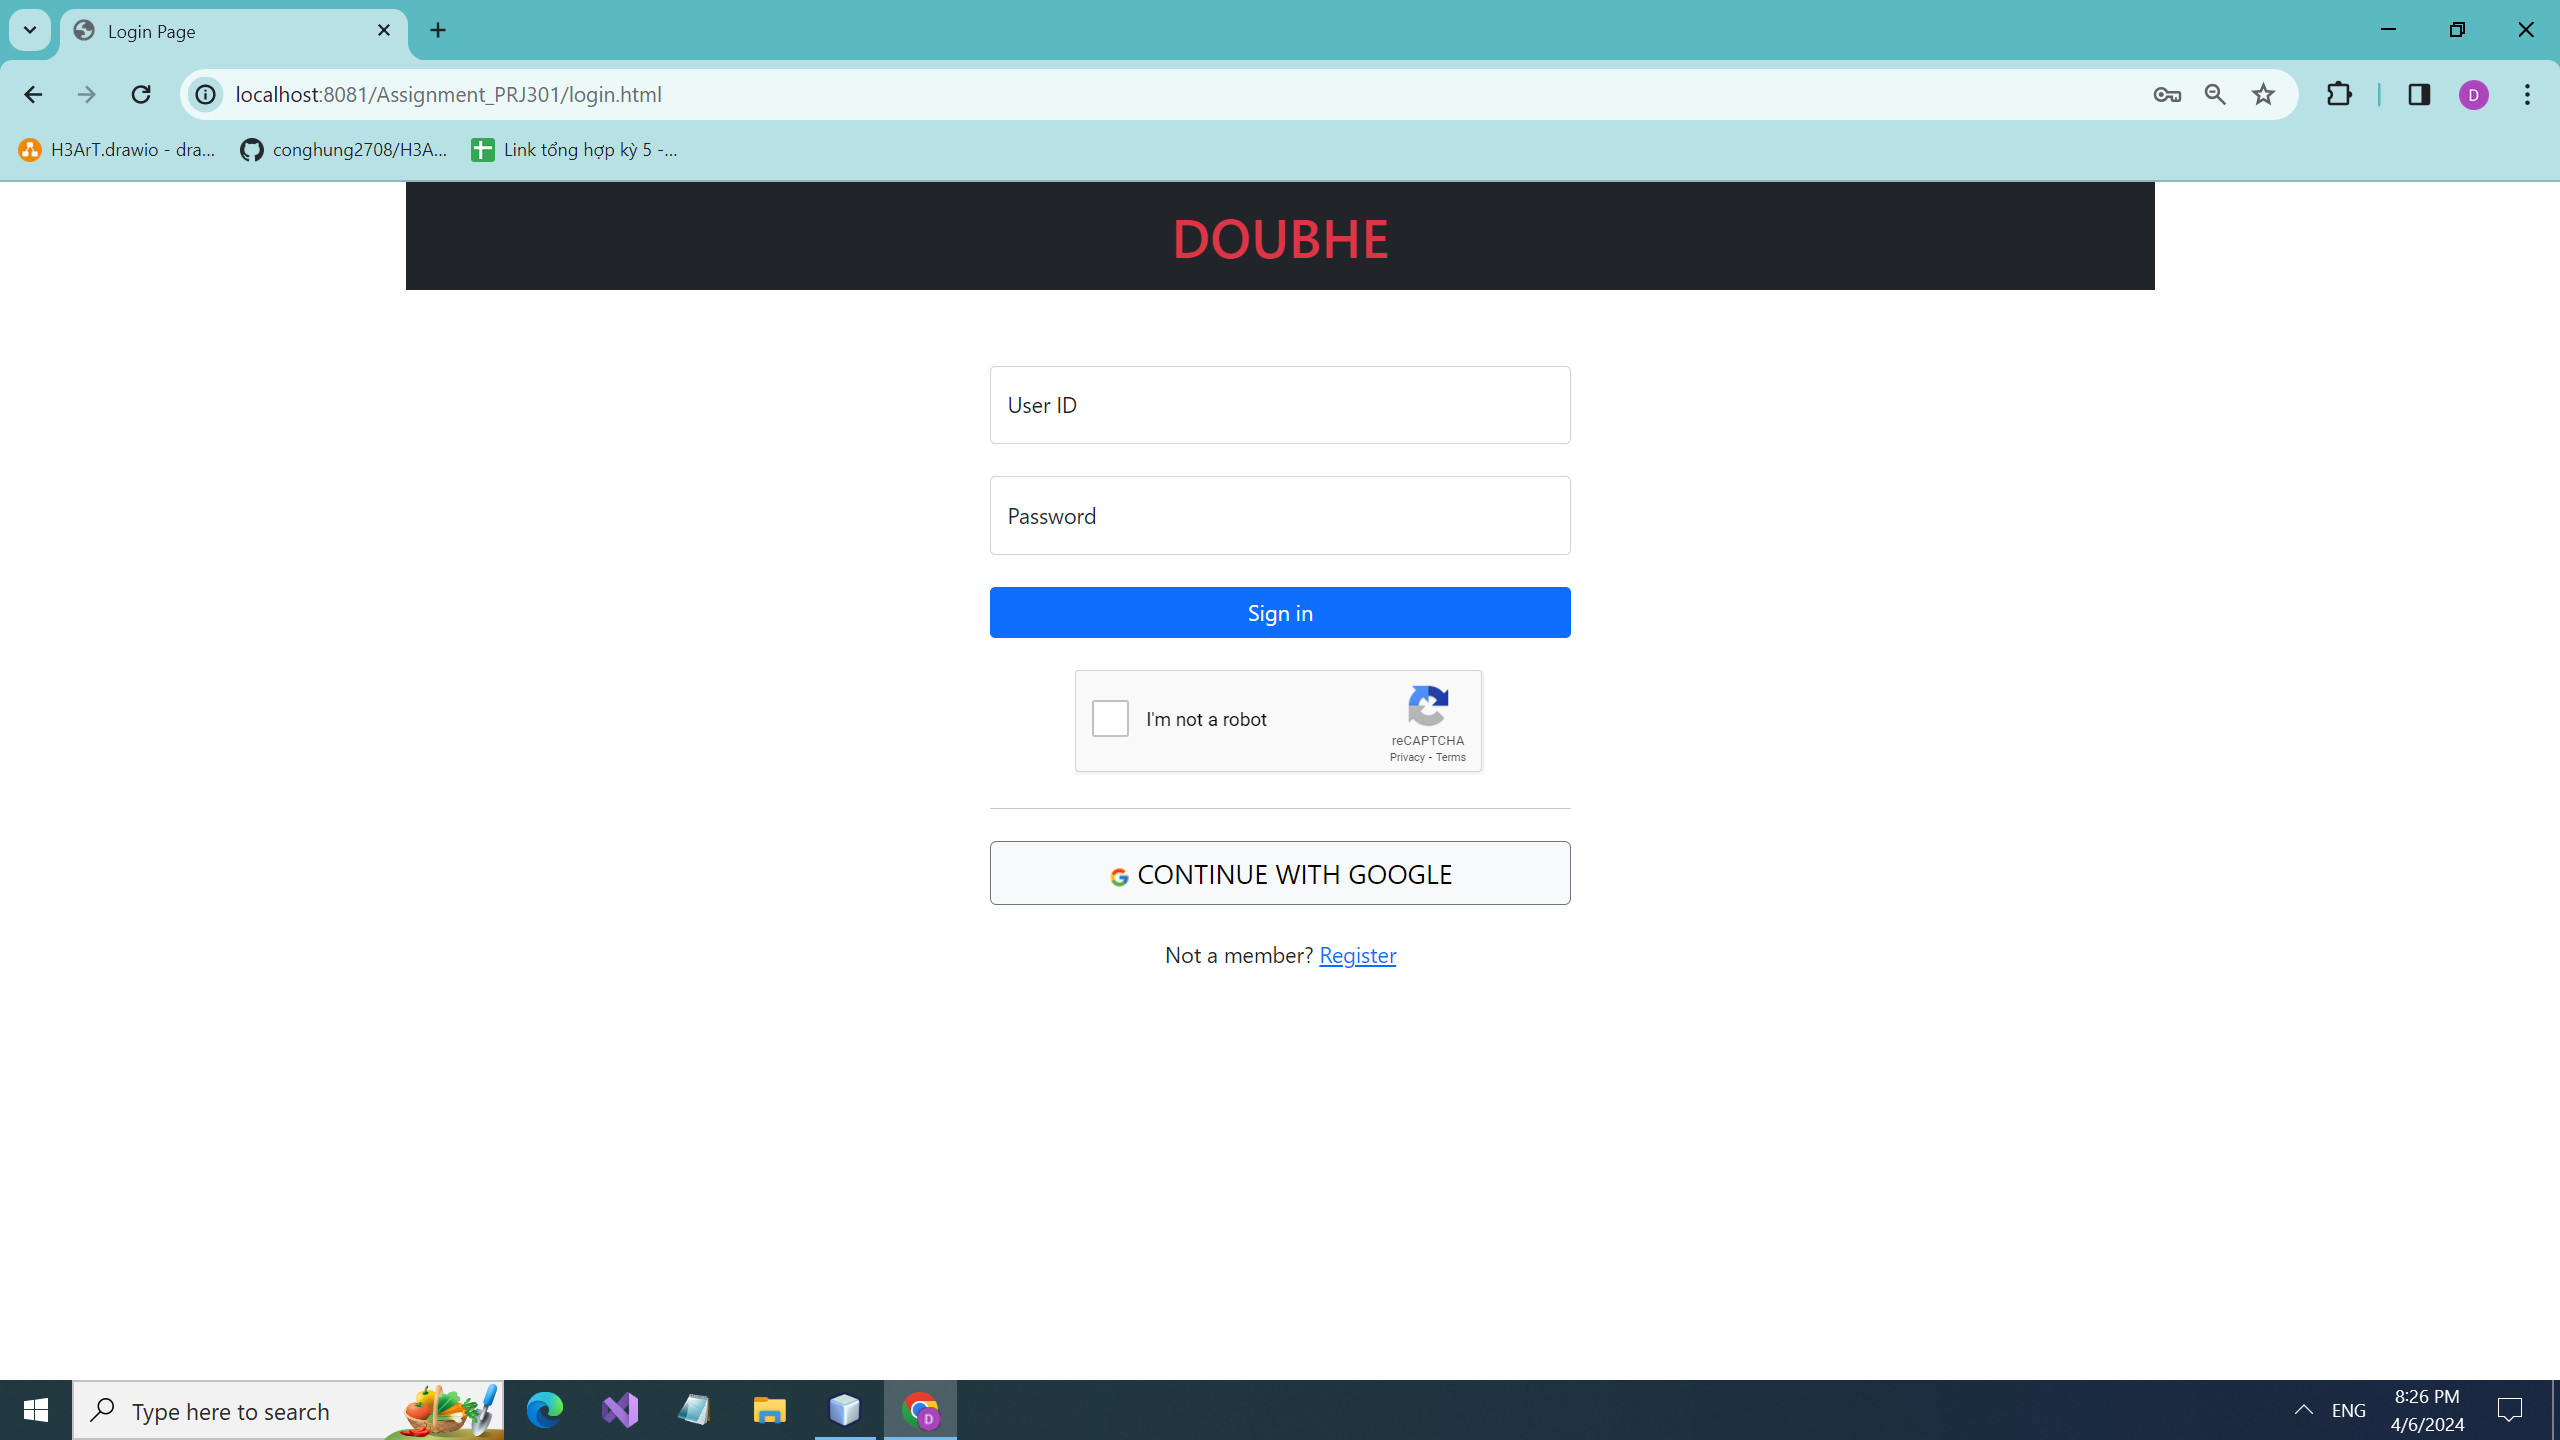 Login Page
localhost:8081/Assignment_PRJ301/login.html
D
H3ArT.drawio - dra...
conghung2708/H3A...
Link tổng hợp kỳ 5 -...
DOUBHE
User ID
Password
Sign in
I'm not a robot
reCAPTCHA
Privacy - Terms
CONTINUE WITH GOOGLE
Not a member? Register
Type here to search
D
ENG
8:26 PM
4/6/2024